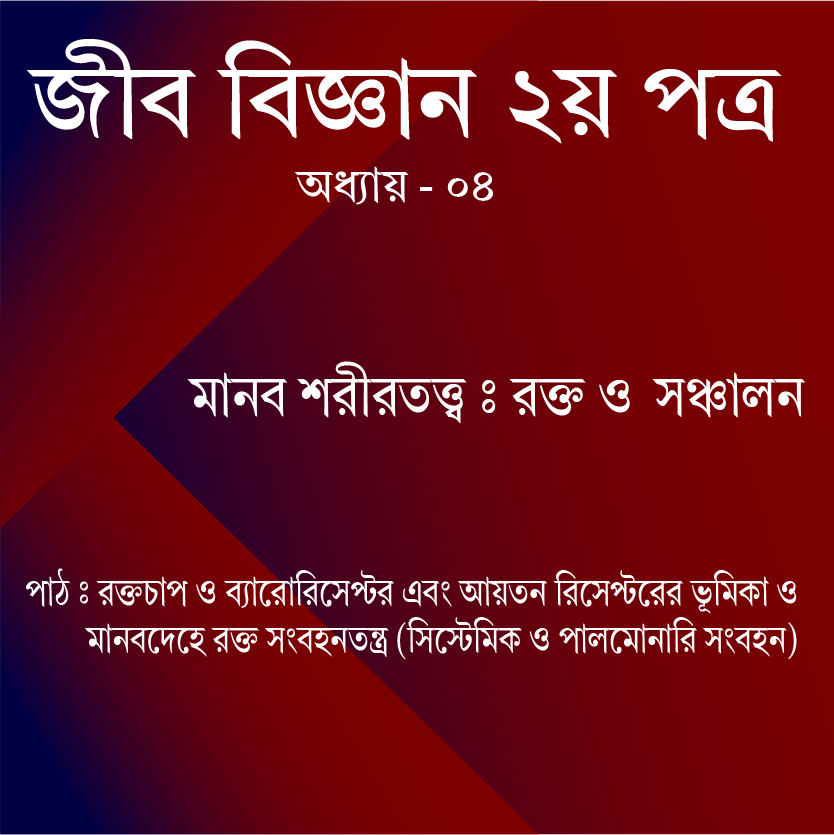 জীব বিজ্ঞান ২য় পত্র
অধ্যায় - ০৪
মানব শরীরতত্ত্ব ঃ রক্ত ও সঞ্চালন
পাঠ ঃ রক্তচাপ ও ব্যারোরিসেপ্টর এবং আয়তন রিসেপ্টরের ভূমিকা ও
মানবদেহে রক্ত সংবহনতন্ত্র (সিস্টেমিক ও পালমোনারি সংবহন)